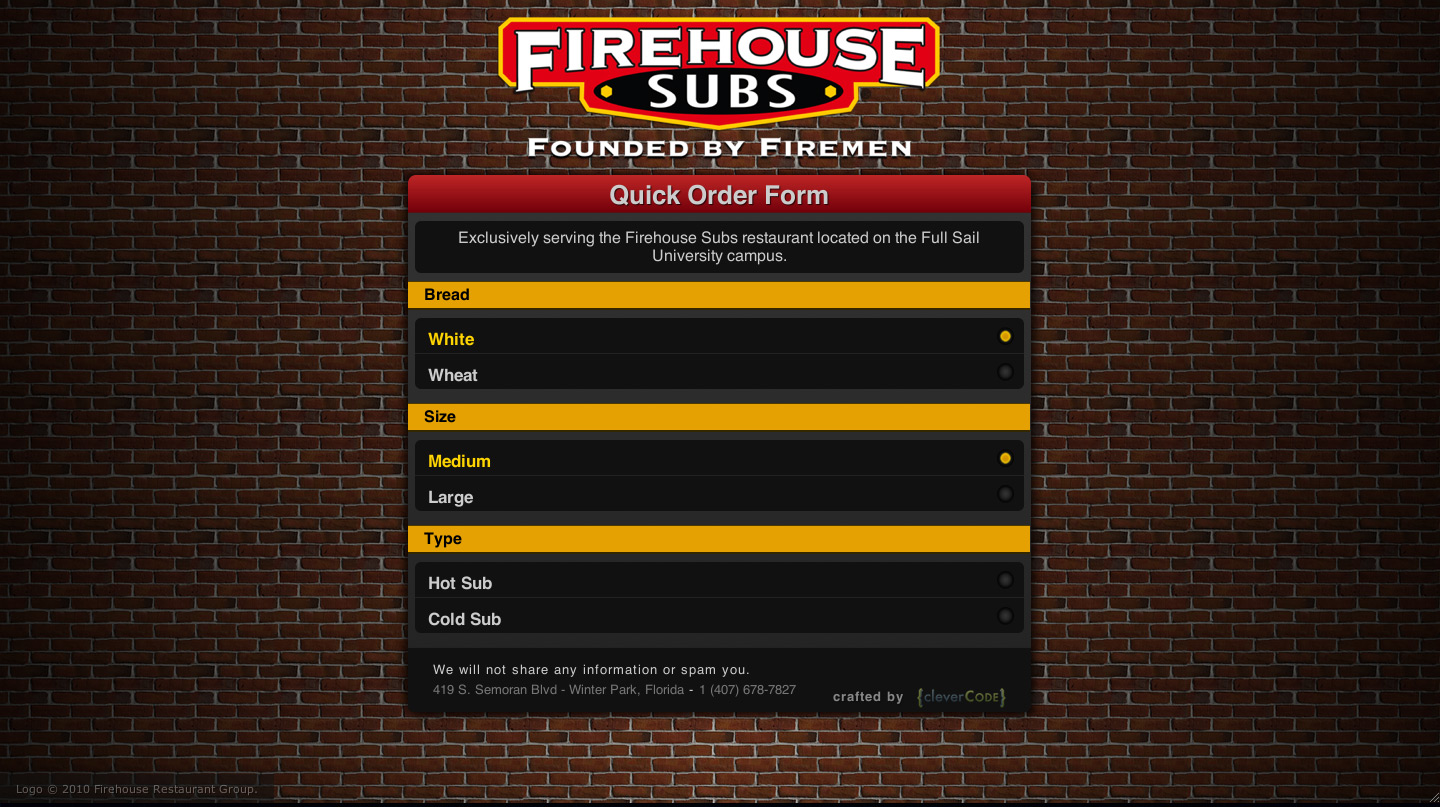 FIREHOUSE
SUBS
FOUNDED BY FIREMEN
Quick Order Form
Exclusively serving the Firehouse Subs restaurant located on the Full Sail
University campus.
Bread
White
Wheat
Size
Medium
Large
Type
Hot Sub
Cold Sub
We will not share any information or spam you.
419 S. Semoran Blvd - Winter Park, Florida - 1 (407) 678-7827
crafted by {cleverCODE}
Logo © 2010 Firehouse Restaurant Group.